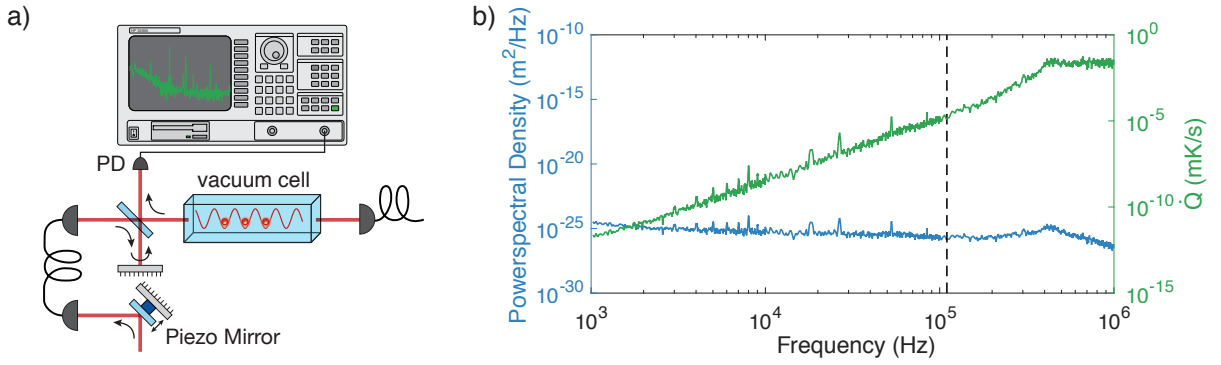 a)
PD
vacuum cell
Piezo Mirror
b)
Powerspectral Density (m²/Hz)
10⁻¹⁰
10⁻¹⁵
10⁻²⁰
10⁻²⁵
10⁻³⁰
10³
10⁴
10⁵
10⁶
Frequency (Hz)
10⁰
10⁻⁵
10⁻¹⁰
10⁻¹⁵
Q̇ (mK/s)